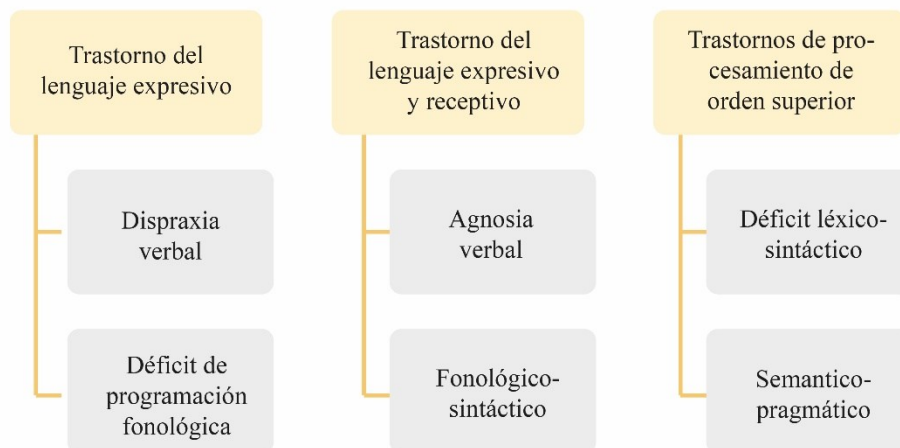 Trastorno del
lenguaje expresivo
Dispraxia
verbal
Déficit de
programación
fonológica
Trastorno del
lenguaje expresivo
y receptivo
Agnosia
verbal
Fonológico-
sintáctico
Trastornos de pro-
cesamiento de
orden superior
Déficit léxico-
sintáctico
Semantico-
pragmático